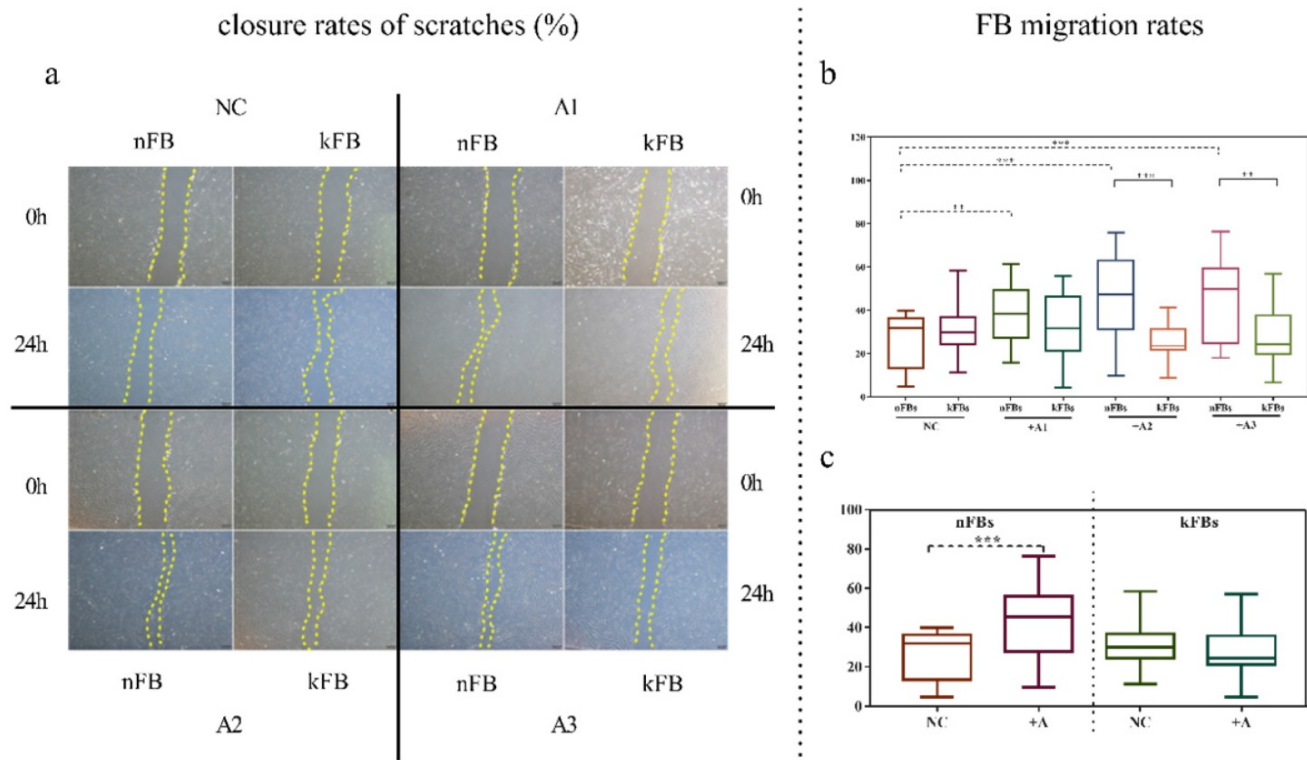 closure rates of scratches (%)
FB migration rates
a
NC
A1
nFB
kFB
nFB
kFB
0h
0h
24h
24h
0h
0h
24h
24h
nFB
kFB
nFB
kFB
A2
A3
b
120
100
80
60
40
20
0
nFBs
kFBs
nFBs
kFBs
nFBs
kFBs
nFBs
kFBs
NC
+A1
+A2
+A3
c
100
80
60
40
20
0
nFBs
kFBs
***
NC
+A
NC
+A